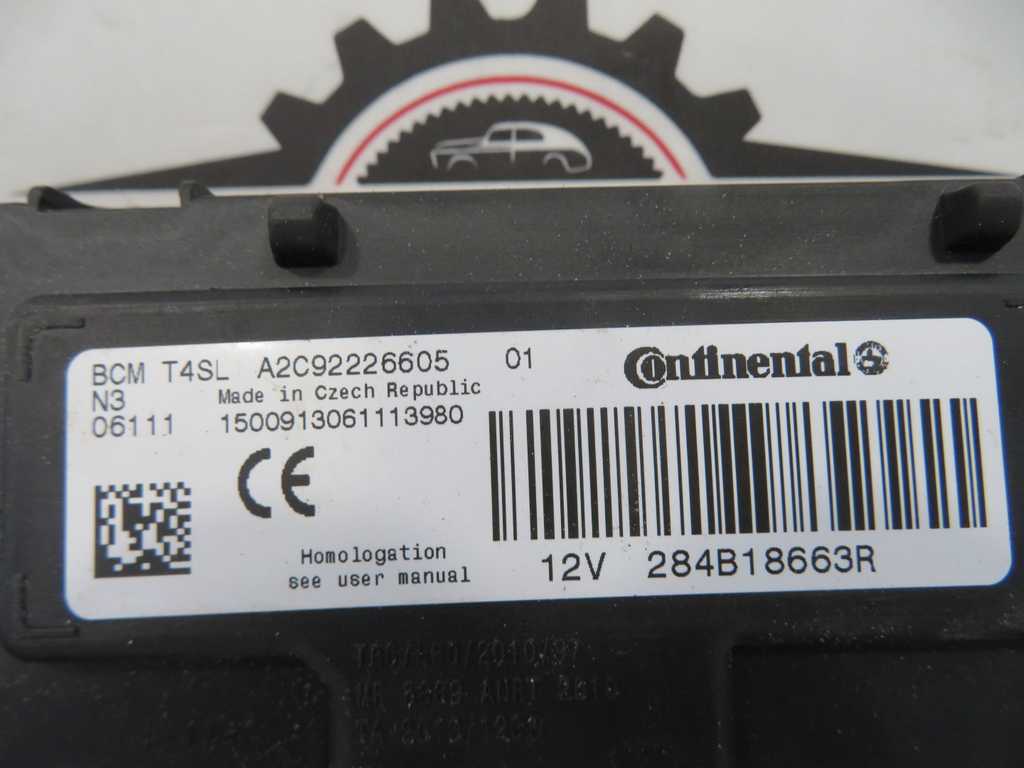 BCM T4SL A2C92226605 01
Continental
N3 Made in Czech Republic
06111 1500913061113980
CE
Homologation
see user manual
12V 284B18663R